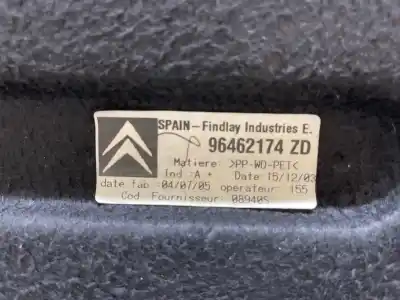 SPAIN-Findlay Industries E.
96462174 ZD
Matiere :>PP-WD-PET<
Ind :A * Date :15/12/03
date fab :04/07/05 operateur: 155
Cod Fournisseur: 089405